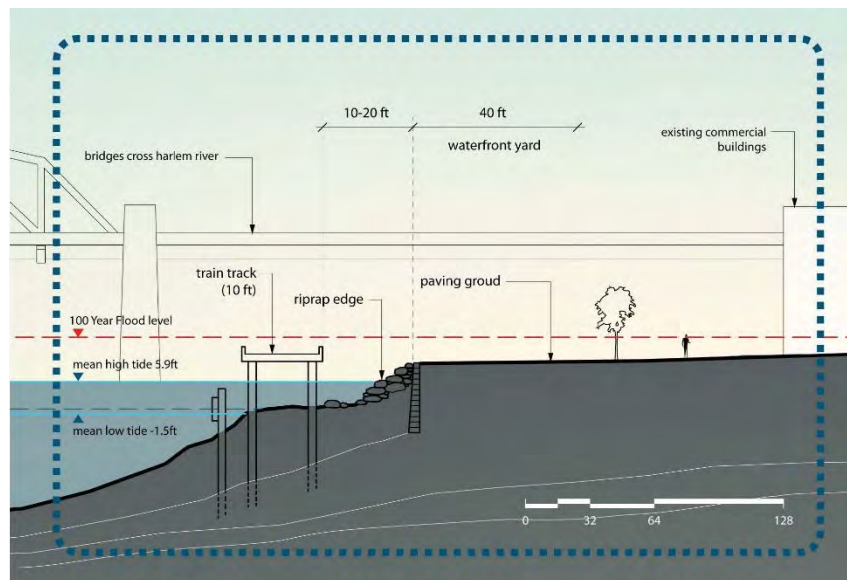 10-20 ft
40 ft
waterfront yard
existing commercial
buildings
bridges cross harlem river
train track
(10 ft)
riprap edge
paving groud
100 Year Flood level
mean high tide 5.9ft
mean low tide -1.5ft
0
32
64
128